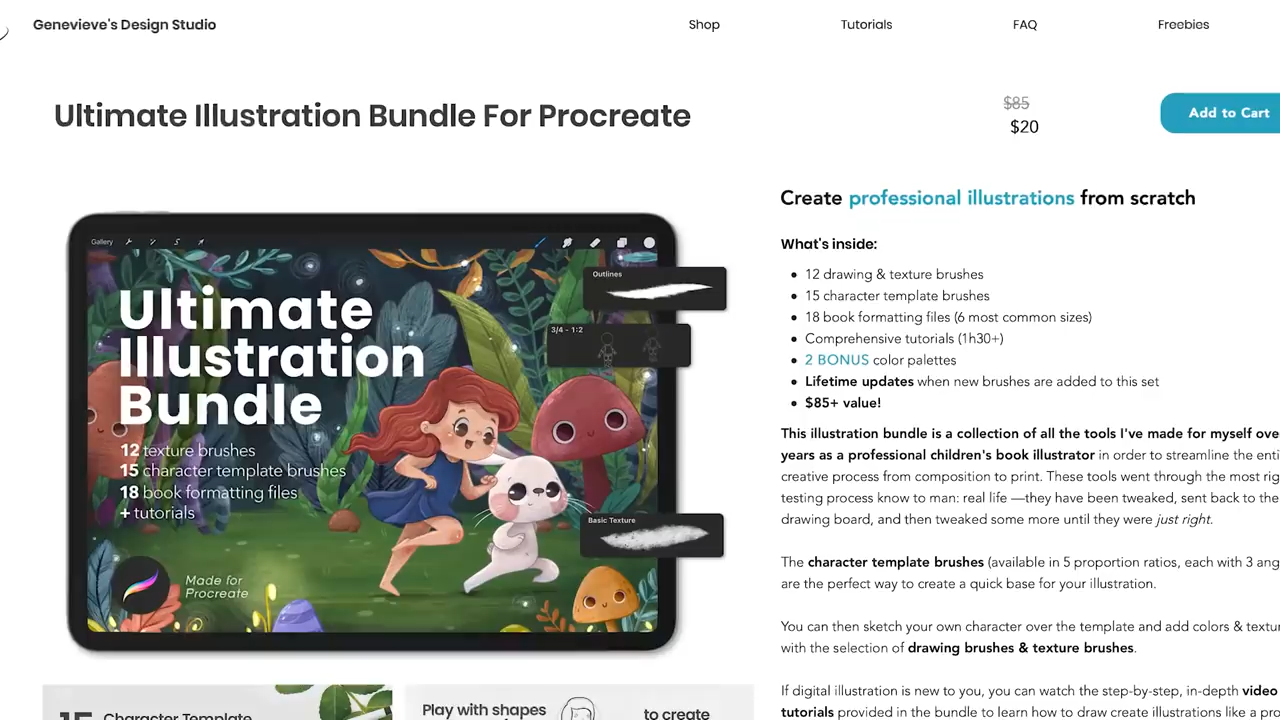 Genevieve's Design Studio
Shop
Tutorials
FAQ
Freebies
Ultimate Illustration Bundle For Procreate
$85
$20
Add to Cart
Gallery
Outlines
3/4 - 1:2
Ultimate
Illustration
Bundle
12 texture brushes
15 character template brushes
18 book formatting files
+ tutorials
Basic Texture
Made for
Procreate
Create professional illustrations from scratch
What's inside:
12 drawing & texture brushes
15 character template brushes
18 book formatting files (6 most common sizes)
Comprehensive tutorials (1h30+)
2 BONUS color palettes
Lifetime updates when new brushes are added to this set
$85+ value!
This illustration bundle is a collection of all the tools I've made for myself ove
years as a professional children's book illustrator in order to streamline the enti
creative process from composition to print. These tools went through the most rig
testing process know to man: real life —they have been tweaked, sent back to the
drawing board, and then tweaked some more until they were just right.
The character template brushes (available in 5 proportion ratios, each with 3 ang
are the perfect way to create a quick base for your illustration.
You can then sketch your own character over the template and add colors & textur
with the selection of drawing brushes & texture brushes.
If digital illustration is new to you, you can watch the step-by-step, in-depth video
tutorials provided in the bundle to learn how to draw create illustrations like a pro
15 Character Template
Play with shapes
to create